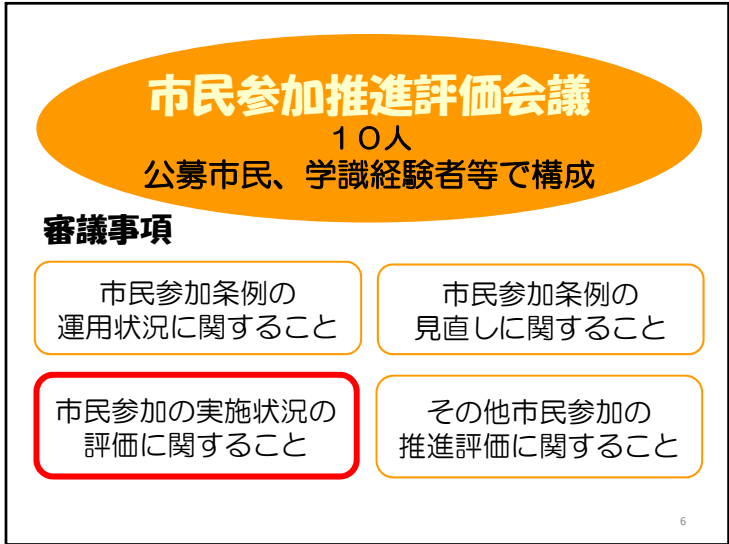 市民参加推進評価会議
１０人
公募市民、学識経験者等で構成
審議事項
市民参加条例の
運用状況に関すること
市民参加条例の
見直しに関すること
市民参加の実施状況の
評価に関すること
その他市民参加の
推進評価に関すること
6